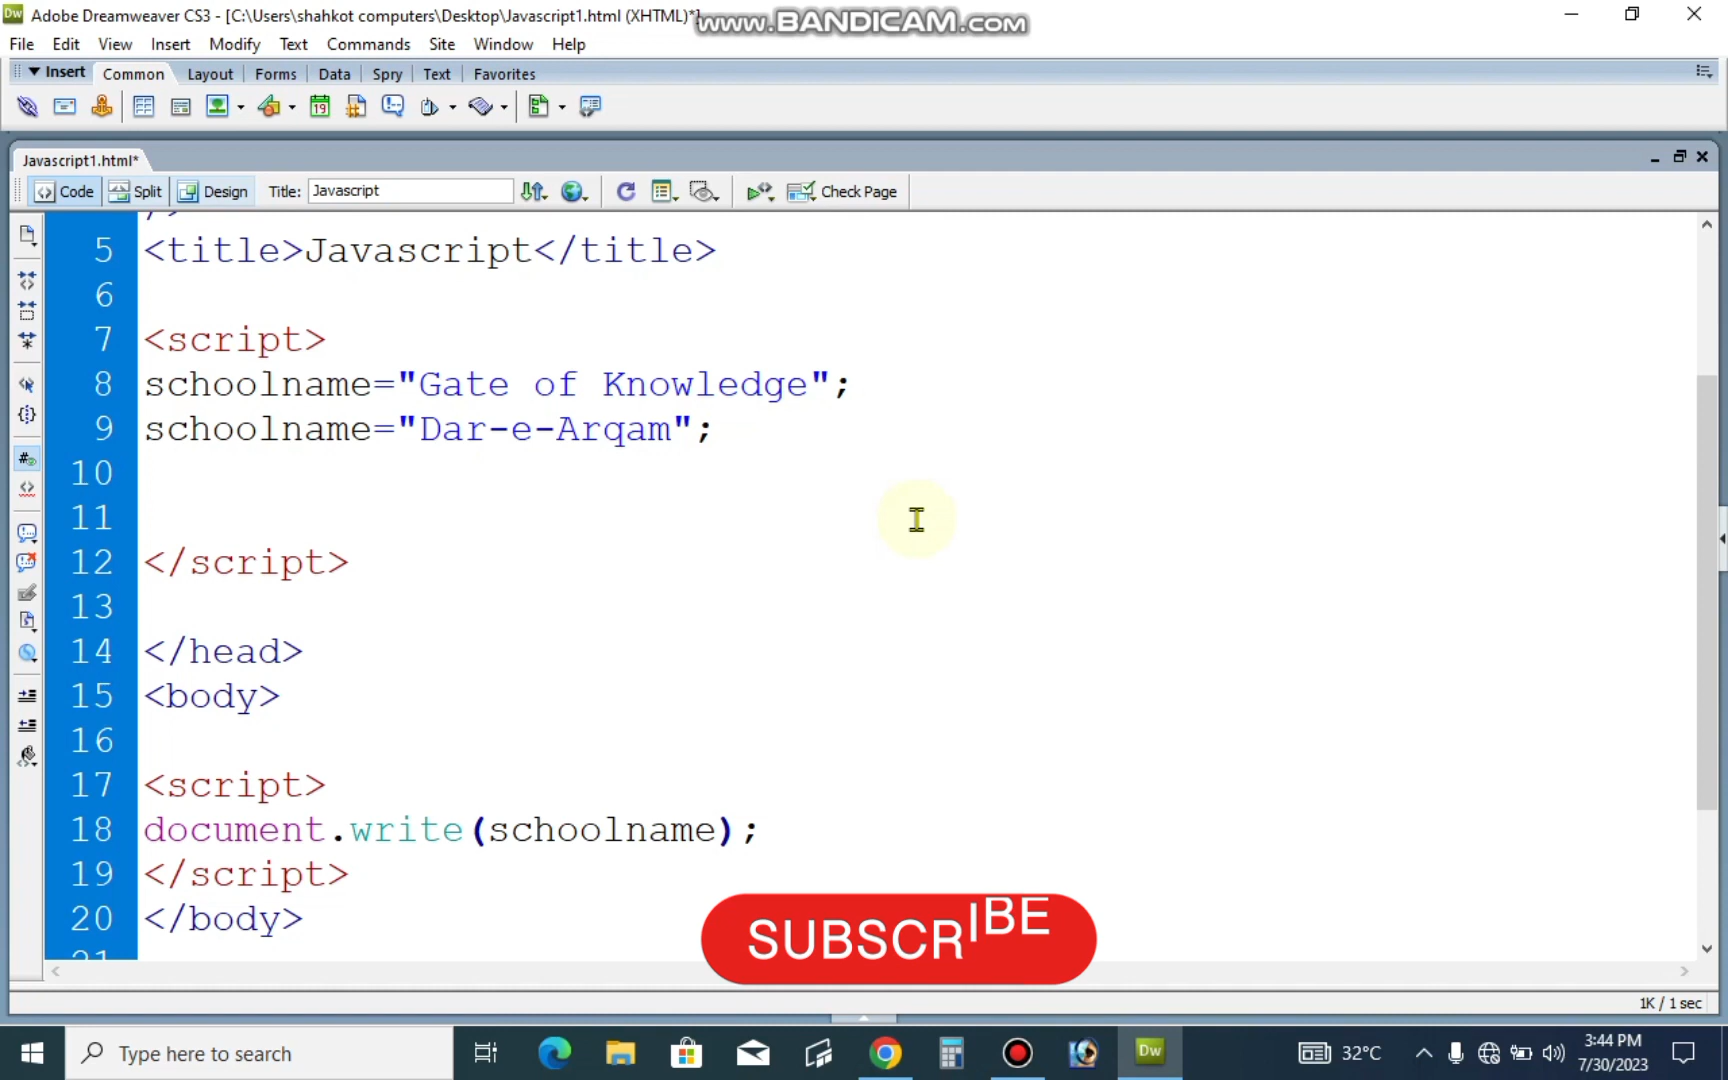 Adobe Dreamweaver CS3 - [C:\Users\shahkot computers\Desktop\Javascript1.html (XHTML)*]
www.BANDICAM.com
File Edit View Insert Modify Text Commands Site Window Help
Insert Common Layout Forms Data Spry Text Favorites
Javascript1.html*
Code Split Design Title: Javascript Check Page
5 <title>Javascript</title>
6
7 <script>
8 schoolname="Gate of Knowledge";
9 schoolname="Dar-e-Arqam";
10
11
12 </script>
13
14 </head>
15 <body>
16
17 <script>
18 document.write(schoolname);
19 </script>
20 </body>
21
SUBSCRIBE
1K / 1 sec
Type here to search
Dw
32°C
3:44 PM
7/30/2023